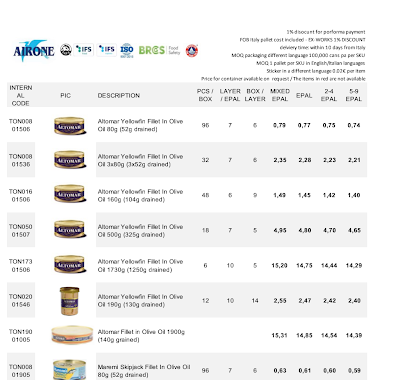 1% discount for porforma payment
FOB Italy pallet cost included - EX-WORKS 1% DISCOUNT
delviery time within 10 days from Italy
MOQ packaging different language 100,000 cans pa per SKU
MOQ 1 pallet per SKU in English/Italian languages
Sticker in a different language 0,02€ per item
Price for container available on request / The items in red are not available
AIRONE IFS IFS ISO BRCS Food Safety
INTERNAL CODE PIC DESCRIPTION PCS / BOX LAYER / EPAL BOX / LAYER MIXED EPAL EPAL 2-4 EPAL 5-9 EPAL
TON008 01506 ALTOMAR Altomar Yellowfin Fillet In Olive Oil 80g (52g drained) 96 7 6 0,79 0,77 0,75 0,74
TON008 01536 ALTOMAR Altomar Yellowfin Fillet In Olive Oil 3x80g (3x52g drained) 32 7 6 2,35 2,28 2,23 2,21
TON016 01506 ALTOMAR Altomar Yellowfin Fillet In Olive Oil 160g (104g drained) 48 6 9 1,49 1,45 1,42 1,40
TON050 01507 ALTOMAR Altomar Yellowfin Fillet In Olive Oil 500g (325g drained) 18 7 5 4,95 4,80 4,70 4,65
TON173 01506 ALTOMAR Altomar Yellowfin Fillet In Olive Oil 1730g (1250g drained) 6 10 5 15,20 14,75 14,44 14,29
TON020 01546 Altomar Yellowfin Fillet In Olive Oil 190g (130g drained) 12 10 14 2,55 2,47 2,42 2,40
TON190 01005 Altomar Fillet in Olive Oil 1900g (140g grained) 15,31 14,85 14,54 14,39
TON008 01905 Maremi Skipjack Fillet In Olive Oil 80g (52g drained) 96 7 6 0,63 0,61 0,60 0,59